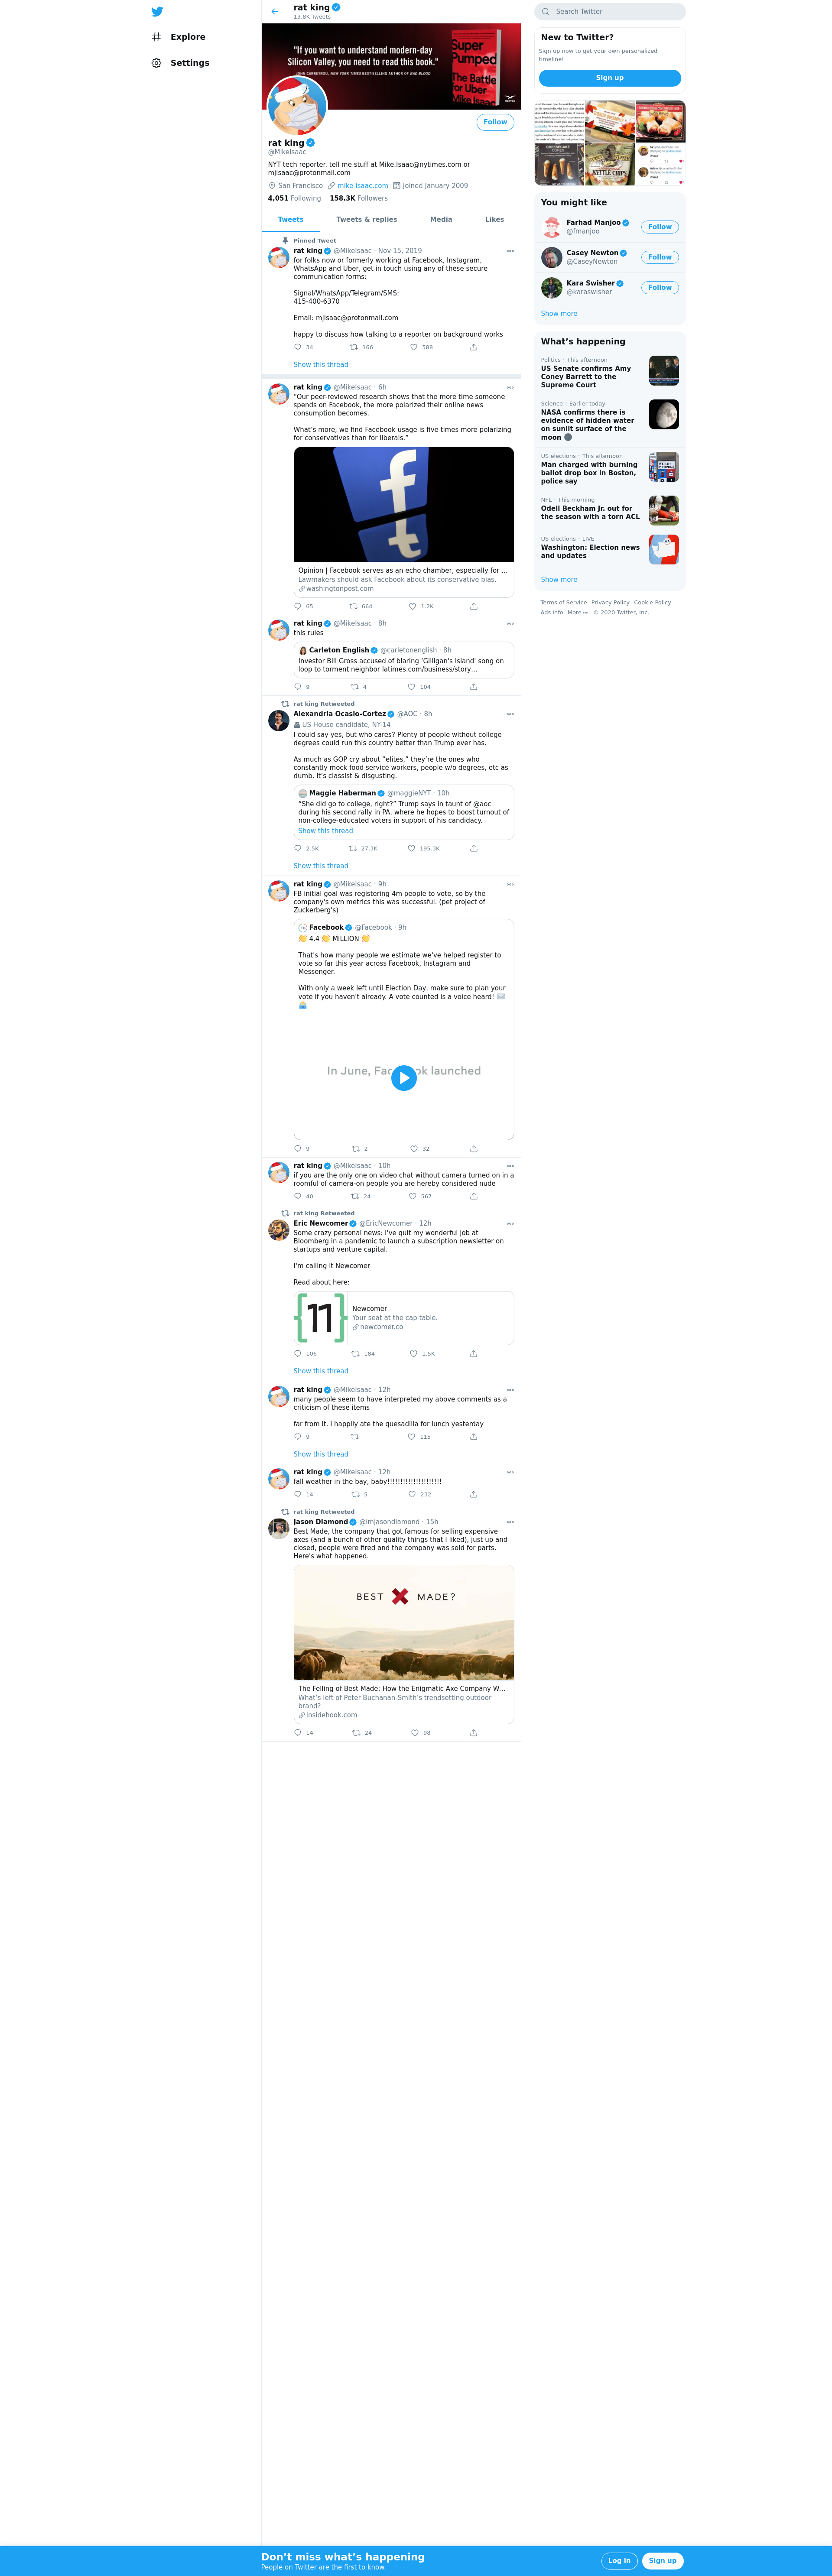 Explore
Settings
rat king
13.8K Tweets
"If you want to understand modern-day
Silicon Valley, you need to read this book."
—JOHN CARREYROU, NEW YORK TIMES BEST-SELLING AUTHOR OF BAD BLOOD
Super
Pumped
The Battle
for Uber
Mike Isaac
Follow
rat king
@MikeIsaac
NYT tech reporter. tell me stuff at Mike.Isaac@nytimes.com or
mjisaac@protonmail.com
San Francisco mike-isaac.com Joined January 2009
4,051 Following 158.3K Followers
Tweets Tweets & replies Media Likes
Pinned Tweet
rat king @MikeIsaac · Nov 15, 2019
for folks now or formerly working at Facebook, Instagram,
WhatsApp and Uber, get in touch using any of these secure
communication forms:
Signal/WhatsApp/Telegram/SMS:
415-400-6370
Email: mjisaac@protonmail.com
happy to discuss how talking to a reporter on background works
34 166 588
Show this thread
rat king @MikeIsaac · 6h
“Our peer-reviewed research shows that the more time someone
spends on Facebook, the more polarized their online news
consumption becomes.
What’s more, we find Facebook usage is five times more polarizing
for conservatives than for liberals.”
Opinion | Facebook serves as an echo chamber, especially for ...
Lawmakers should ask Facebook about its conservative bias.
washingtonpost.com
65 664 1.2K
rat king @MikeIsaac · 8h
this rules
Carleton English @carletonenglish · 8h
Investor Bill Gross accused of blaring 'Gilligan's Island' song on
loop to torment neighbor latimes.com/business/story…
9 4 104
rat king Retweeted
Alexandria Ocasio-Cortez @AOC · 8h
US House candidate, NY-14
I could say yes, but who cares? Plenty of people without college
degrees could run this country better than Trump ever has.
As much as GOP cry about “elites,” they’re the ones who
constantly mock food service workers, people w/o degrees, etc as
dumb. It’s classist & disgusting.
Maggie Haberman @maggieNYT · 10h
“She did go to college, right?” Trump says in taunt of @aoc
during his second rally in PA, where he hopes to boost turnout of
non-college-educated voters in support of his candidacy.
Show this thread
2.5K 27.3K 195.3K
Show this thread
rat king @MikeIsaac · 9h
FB initial goal was registering 4m people to vote, so by the
company's own metrics this was successful. (pet project of
Zuckerberg's)
Facebook @Facebook · 9h
👏 4.4 👏 MILLION 👏
That's how many people we estimate we've helped register to
vote so far this year across Facebook, Instagram and
Messenger.
With only a week left until Election Day, make sure to plan your
vote if you haven't already. A vote counted is a voice heard! ✉
🗳
In June, Fac ok launched
9 2 32
rat king @MikeIsaac · 10h
if you are the only one on video chat without camera turned on in a
roomful of camera-on people you are hereby considered nude
40 24 567
rat king Retweeted
Eric Newcomer @EricNewcomer · 12h
Some crazy personal news: I've quit my wonderful job at
Bloomberg in a pandemic to launch a subscription newsletter on
startups and venture capital.
I'm calling it Newcomer
Read about here:
{11}
Newcomer
Your seat at the cap table.
newcomer.co
106 184 1.5K
Show this thread
rat king @MikeIsaac · 12h
many people seem to have interpreted my above comments as a
criticism of these items
far from it. i happily ate the quesadilla for lunch yesterday
9 115
Show this thread
rat king @MikeIsaac · 12h
fall weather in the bay, baby!!!!!!!!!!!!!!!!!!!!!
14 5 232
rat king Retweeted
Jason Diamond @imjasondiamond · 15h
Best Made, the company that got famous for selling expensive
axes (and a bunch of other quality things that I liked), just up and
closed, people were fired and the company was sold for parts.
Here's what happened.
BEST MADE?
The Felling of Best Made: How the Enigmatic Axe Company W...
What’s left of Peter Buchanan-Smith’s trendsetting outdoor
brand?
insidehook.com
14 24 98
Search Twitter
New to Twitter?
Sign up now to get your own personalized
timeline!
Sign up
KETTLE CHIPS
You might like
Farhad Manjoo
@fmanjoo
Follow
Casey Newton
@CaseyNewton
Follow
Kara Swisher
@karaswisher
Follow
Show more
What’s happening
Politics · This afternoon
US Senate confirms Amy
Coney Barrett to the
Supreme Court
Science · Earlier today
NASA confirms there is
evidence of hidden water
on sunlit surface of the
moon 🌑
US elections · This afternoon
Man charged with burning
ballot drop box in Boston,
police say
NFL · This morning
Odell Beckham Jr. out for
the season with a torn ACL
US elections · LIVE
Washington: Election news
and updates
Show more
Terms of Service Privacy Policy Cookie Policy
Ads info More ··· © 2020 Twitter, Inc.
Don’t miss what’s happening
People on Twitter are the first to know.
Log in
Sign up